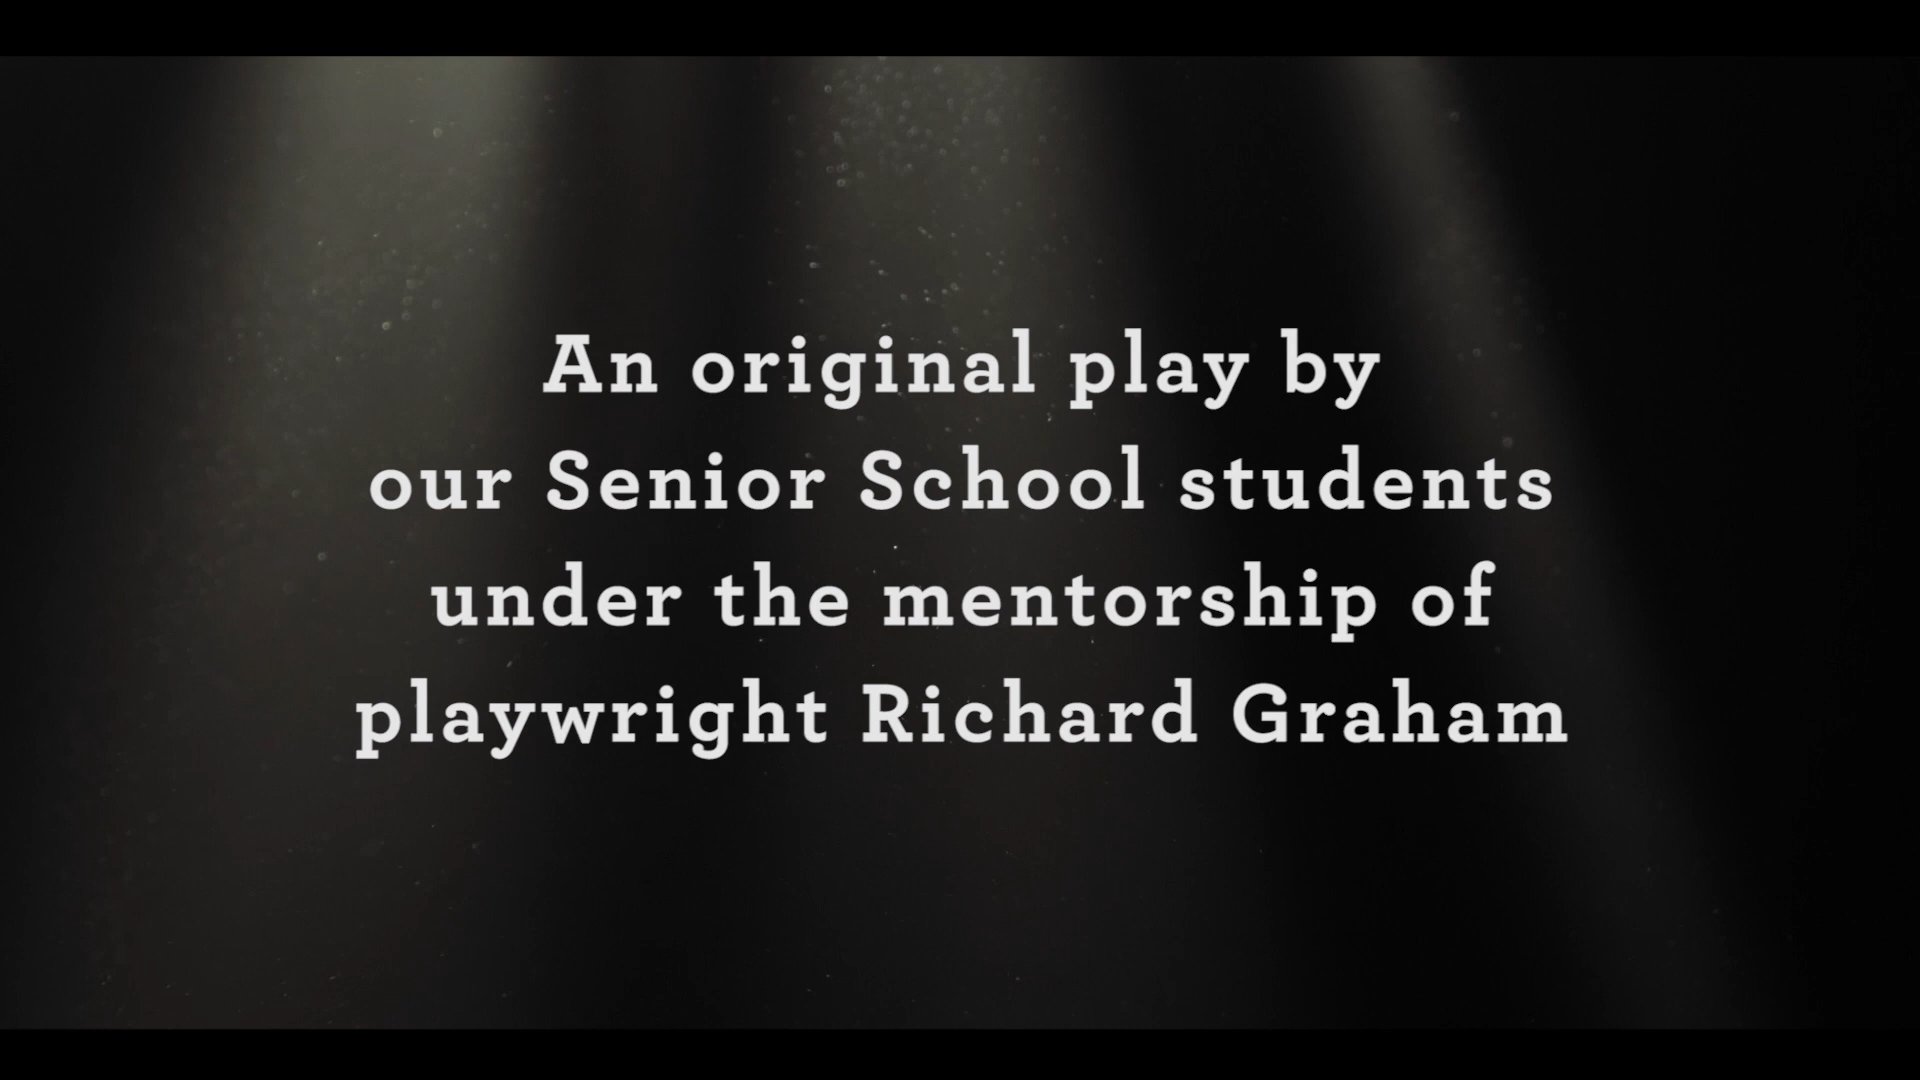 An original play by
our Senior School students
under the mentorship of
playwright Richard Graham